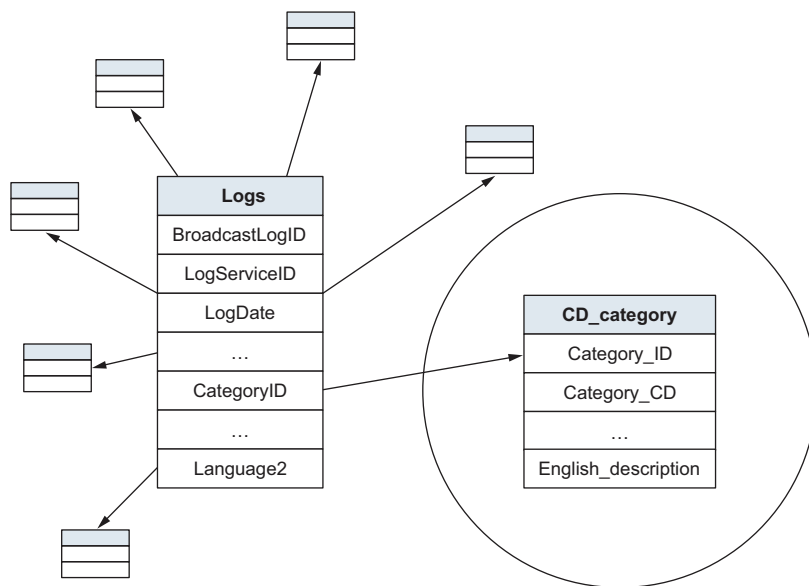 Logs
BroadcastLogID
LogServiceID
LogDate
...
CategoryID
...
Language2
CD_category
Category_ID
Category_CD
...
English_description